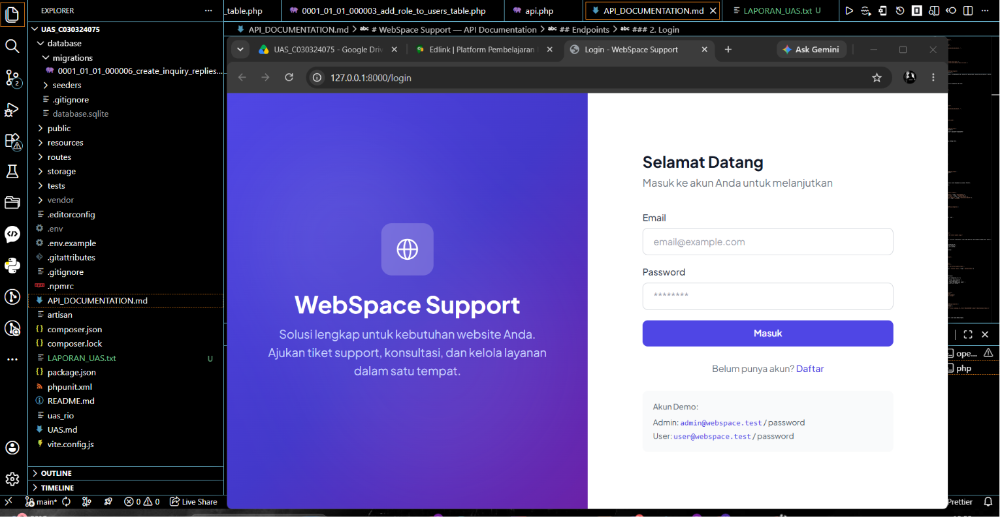 EXPLORER
_table.php
0001_01_01_000003_add_role_to_users_table.php
api.php
API_DOCUMENTATION.md
LAPORAN_UAS.txt U
API_DOCUMENTATION.md > abc # WebSpace Support — API Documentation > abc ## Endpoints > abc ### 2. Login
UAS_C030324075
database
migrations
0001_01_01_000006_create_inquiry_replies...
seeders
.gitignore
database.sqlite
public
resources
routes
storage
tests
vendor
.editorconfig
.env
.env.example
.gitattributes
.gitignore
.npmrc
API_DOCUMENTATION.md
artisan
composer.json
composer.lock
LAPORAN_UAS.txt U
package.json
phpunit.xml
README.md
uas_rio
UAS.md
vite.config.js
OUTLINE
TIMELINE
2
UAS_C030324075 - Google Driv
Edlink | Platform Pembelajaran
Login - WebSpace Support
Ask Gemini
127.0.0.1:8000/login
WebSpace Support
Solusi lengkap untuk kebutuhan website Anda.
Ajukan tiket support, konsultasi, dan kelola layanan
dalam satu tempat.
Selamat Datang
Masuk ke akun Anda untuk melanjutkan
Email
email@example.com
Password
********
Masuk
Belum punya akun? Daftar
Akun Demo:
Admin: admin@webspace.test / password
User: user@webspace.test / password
ope...
php
main*
0 0
Live Share
Prettier